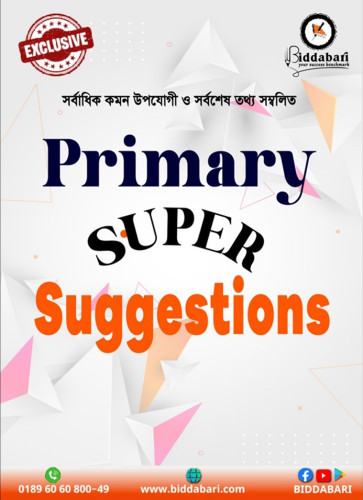 EXCLUSIVE
Biddabari
your success benchmark
সর্বাধিক কমন উপযোগী ও সর্বশেষ তথ্য সম্বলিত
Primary
SUPER
Suggestions
0189 60 60 800-49
www.biddabari.com
BIDDABARI